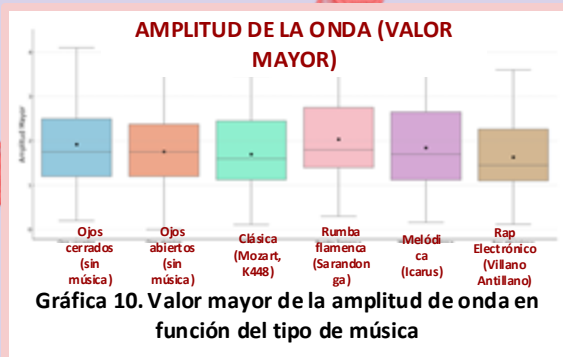 AMPLITUD DE LA ONDA (VALOR
MAYOR)
Amplitud Mayor
Ojos
cerrados
(sin
música)
Ojos
abiertos
(sin
música)
Clásica
(Mozart,
K448)
Rumba
flamenca
(Sarandon
ga)
Melódi
ca
(Icarus)
Rap
Electrónico
(Villano
Antillano)
Gráfica 10. Valor mayor de la amplitud de onda en
función del tipo de música